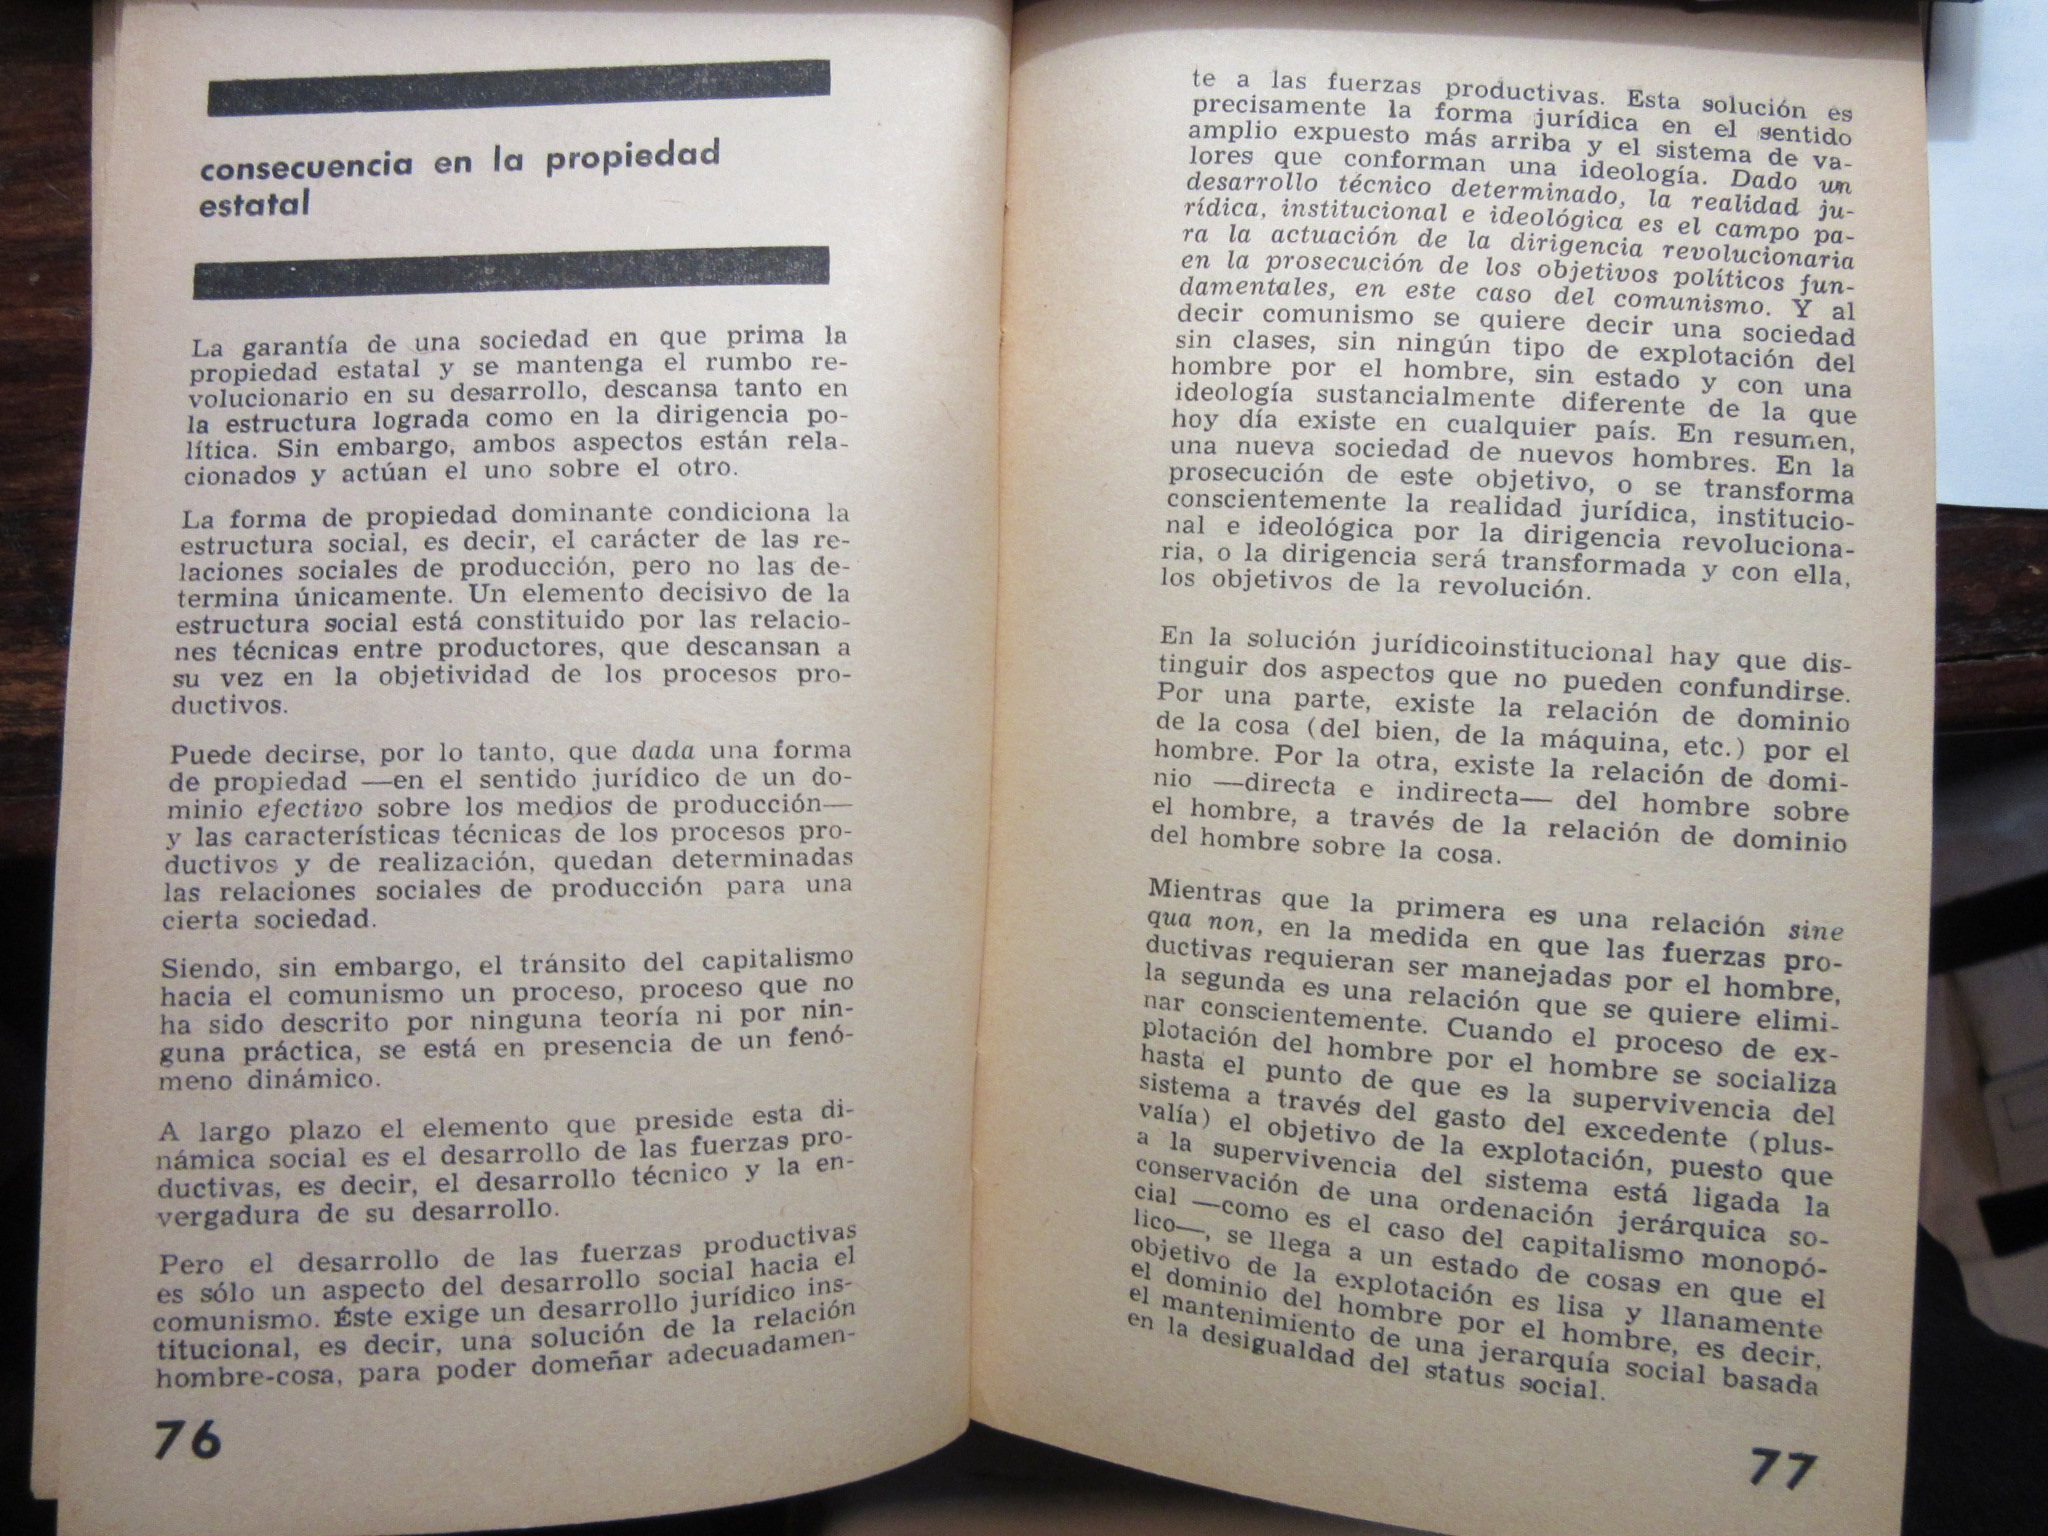 consecuencia en la propiedad
estatal
La garantía de una sociedad en que prima la
propiedad estatal y se mantenga el rumbo re-
volucionario en su desarrollo, descansa tanto en
la estructura lograda como en la dirigencia po-
lítica. Sin embargo, ambos aspectos están rela-
cionados y actúan el uno sobre el otro.
La forma de propiedad dominante condiciona la
estructura social, es decir, el carácter de las re-
laciones sociales de producción, pero no las de-
termina únicamente. Un elemento decisivo de la
estructura social está constituido por las relacio-
nes técnicas entre productores, que descansan a
su vez en la objetividad de los procesos pro-
ductivos.
Puede decirse, por lo tanto, que dada una forma
de propiedad —en el sentido jurídico de un do-
minio efectivo sobre los medios de producción—
y las características técnicas de los procesos pro-
ductivos y de realización, quedan determinadas
las relaciones sociales de producción para una
cierta sociedad.
Siendo, sin embargo, el tránsito del capitalismo
hacia el comunismo un proceso, proceso que no
ha sido descrito por ninguna teoría ni por nin-
guna práctica, se está en presencia de un fenó-
meno dinámico.
A largo plazo el elemento que preside esta di-
námica social es el desarrollo de las fuerzas pro-
ductivas, es decir, el desarrollo técnico y la en-
vergadura de su desarrollo.
Pero el desarrollo de las fuerzas productivas
es sólo un aspecto del desarrollo social hacia el
comunismo. Éste exige un desarrollo jurídico ins-
titucional, es decir, una solución de la relación
hombre-cosa, para poder domeñar adecuadamen-
76
te a las fuerzas productivas. Esta solución es
precisamente la forma jurídica en el sentido
amplio expuesto más arriba y el sistema de va-
lores que conforman una ideología. Dado un
desarrollo técnico determinado, la realidad ju-
rídica, institucional e ideológica es el campo pa-
ra la actuación de la dirigencia revolucionaria
en la prosecución de los objetivos políticos fun-
damentales, en este caso del comunismo. Y al
decir comunismo se quiere decir una sociedad
sin clases, sin ningún tipo de explotación del
hombre por el hombre, sin estado y con una
ideología sustancialmente diferente de la que
hoy día existe en cualquier país. En resumen,
una nueva sociedad de nuevos hombres. En la
prosecución de este objetivo, o se transforma
conscientemente la realidad jurídica, institucio-
nal e ideológica por la dirigencia revoluciona-
ria, o la dirigencia será transformada y con ella,
los objetivos de la revolución.
En la solución jurídicoinstitucional hay que dis-
tinguir dos aspectos que no pueden confundirse.
Por una parte, existe la relación de dominio
de la cosa (del bien, de la máquina, etc.) por el
hombre. Por la otra, existe la relación de domi-
nio —directa e indirecta— del hombre sobre
el hombre, a través de la relación de dominio
del hombre sobre la cosa.
Mientras que la primera es una relación sine
qua non, en la medida en que las fuerzas pro-
ductivas requieran ser manejadas por el hombre,
la segunda es una relación que se quiere elimi-
nar conscientemente. Cuando el proceso de ex-
plotación del hombre por el hombre se socializa
hasta el punto de que es la supervivencia del
sistema a través del gasto del excedente (plus-
valía) el objetivo de la explotación, puesto que
a la supervivencia del sistema está ligada la
conservación de una ordenación jerárquica so-
cial —como es el caso del capitalismo monopó-
lico—, se llega a un estado de cosas en que el
objetivo de la explotación es lisa y llanamente
el dominio del hombre por el hombre, es decir,
el mantenimiento de una jerarquía social basada
en la desigualdad del status social.
77